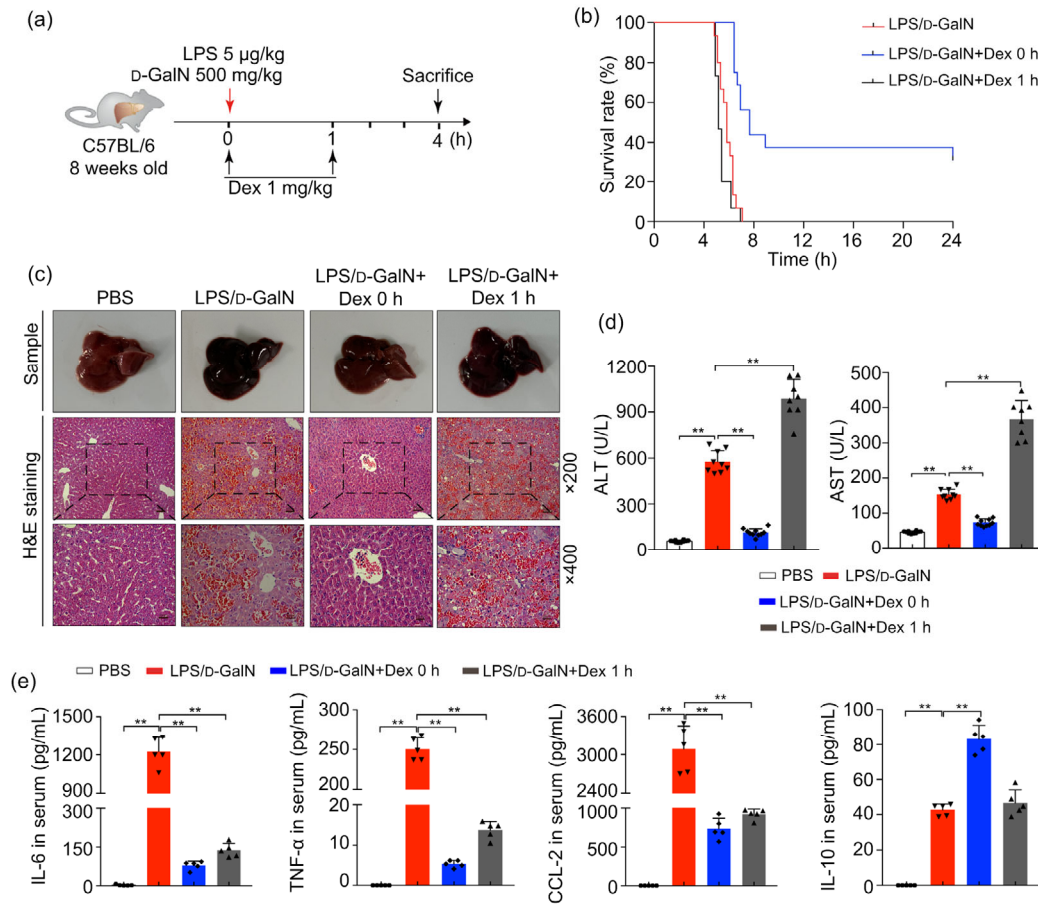 (a)
LPS 5 μg/kg
D-GalN 500 mg/kg
Sacrifice
C57BL/6
8 weeks old
0
1
4 (h)
Dex 1 mg/kg
(b)
Survival rate (%)
100
80
60
40
20
0
0 4 8 12 16 20 24
Time (h)
LPS/D-GalN
LPS/D-GalN+Dex 0 h
LPS/D-GalN+Dex 1 h
(c)
PBS
LPS/D-GalN
LPS/D-GalN+
Dex 0 h
LPS/D-GalN+
Dex 1 h
Sample
H&E staining
×200
×400
(d)
ALT (U/L)
1200
900
600
300
0
**
** **
AST (U/L)
500
400
300
200
100
0
**
** **
PBS LPS/D-GalN
LPS/D-GalN+Dex 0 h
LPS/D-GalN+Dex 1 h
(e)
PBS LPS/D-GalN LPS/D-GalN+Dex 0 h LPS/D-GalN+Dex 1 h
IL-6 in serum (pg/mL)
1500
1200
900
300
150
0
**
** **
TNF-α in serum (pg/mL)
300
250
200
20
10
0
**
** **
CCL-2 in serum (pg/mL)
3600
3000
2400
1000
500
0
**
** **
IL-10 in serum (pg/mL)
100
80
60
40
20
0
** **